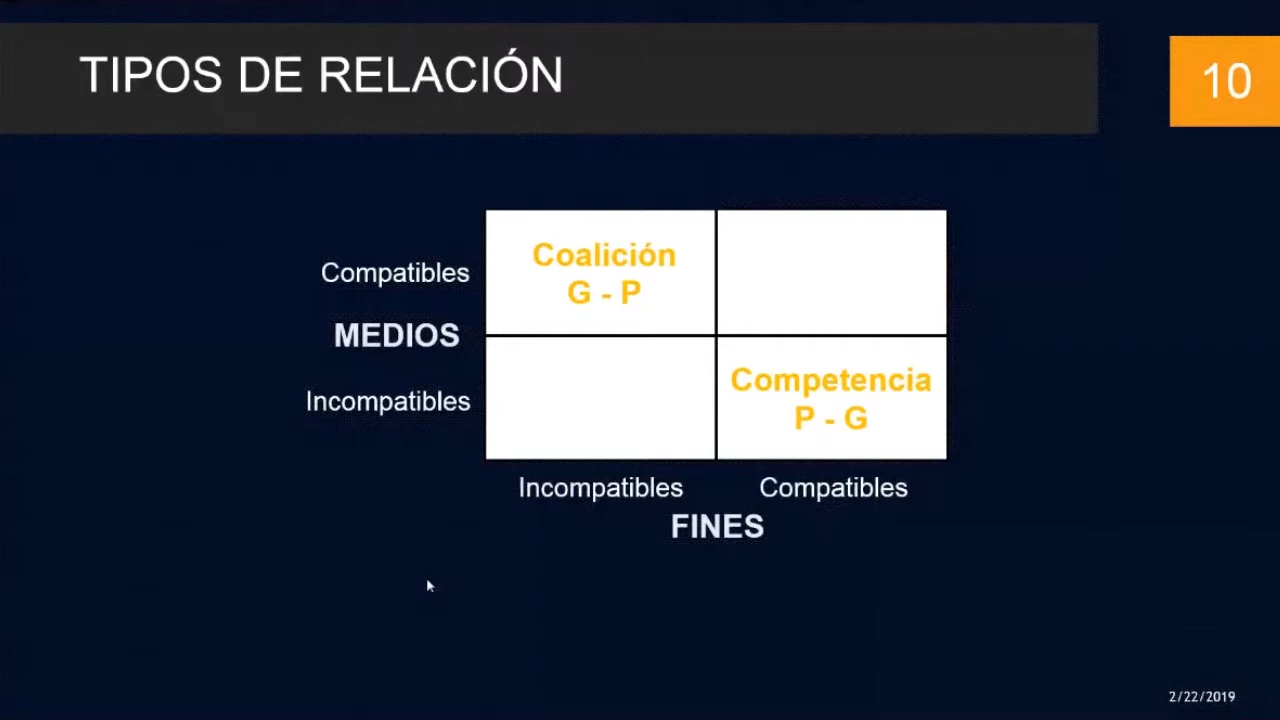 TIPOS DE RELACIÓN
10
Coalición
G - P
Compatibles
MEDIOS
Competencia
P - G
Incompatibles
Incompatibles
Compatibles
FINES
2/22/2019